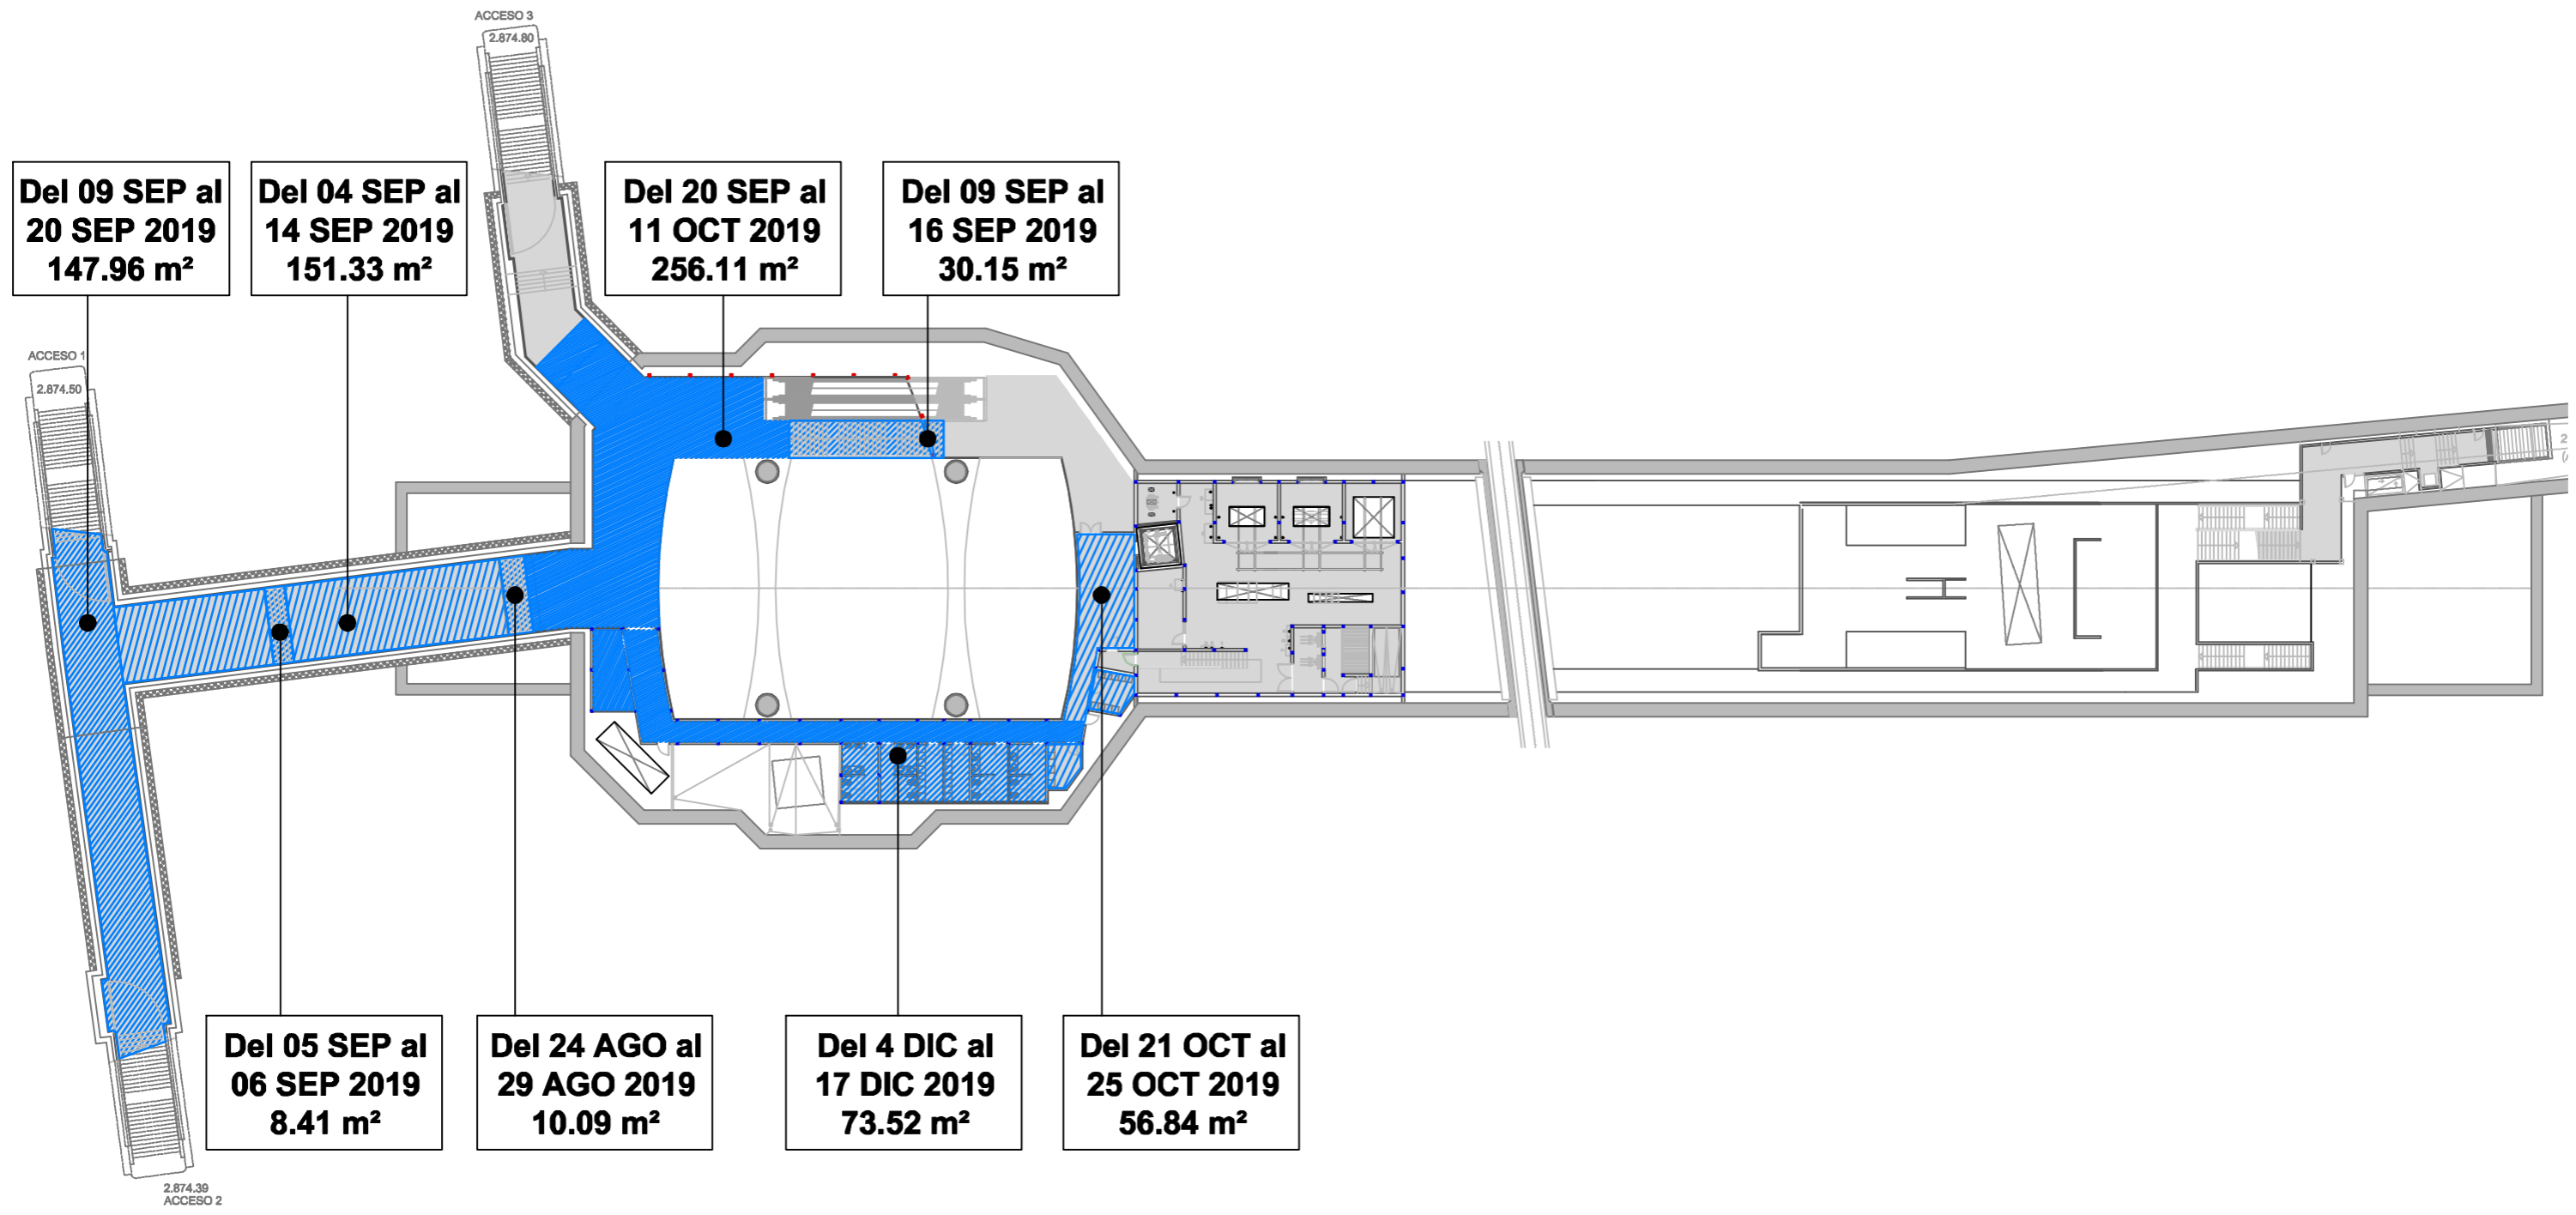 ACCESO 3
2.874.80
Del 09 SEP al
20 SEP 2019
147.96 m²
Del 04 SEP al
14 SEP 2019
151.33 m²
Del 20 SEP al
11 OCT 2019
256.11 m²
Del 09 SEP al
16 SEP 2019
30.15 m²
ACCESO 1
2.874.50
Del 05 SEP al
06 SEP 2019
8.41 m²
Del 24 AGO al
29 AGO 2019
10.09 m²
Del 4 DIC al
17 DIC 2019
73.52 m²
Del 21 OCT al
25 OCT 2019
56.84 m²
2.874.39
ACCESO 2